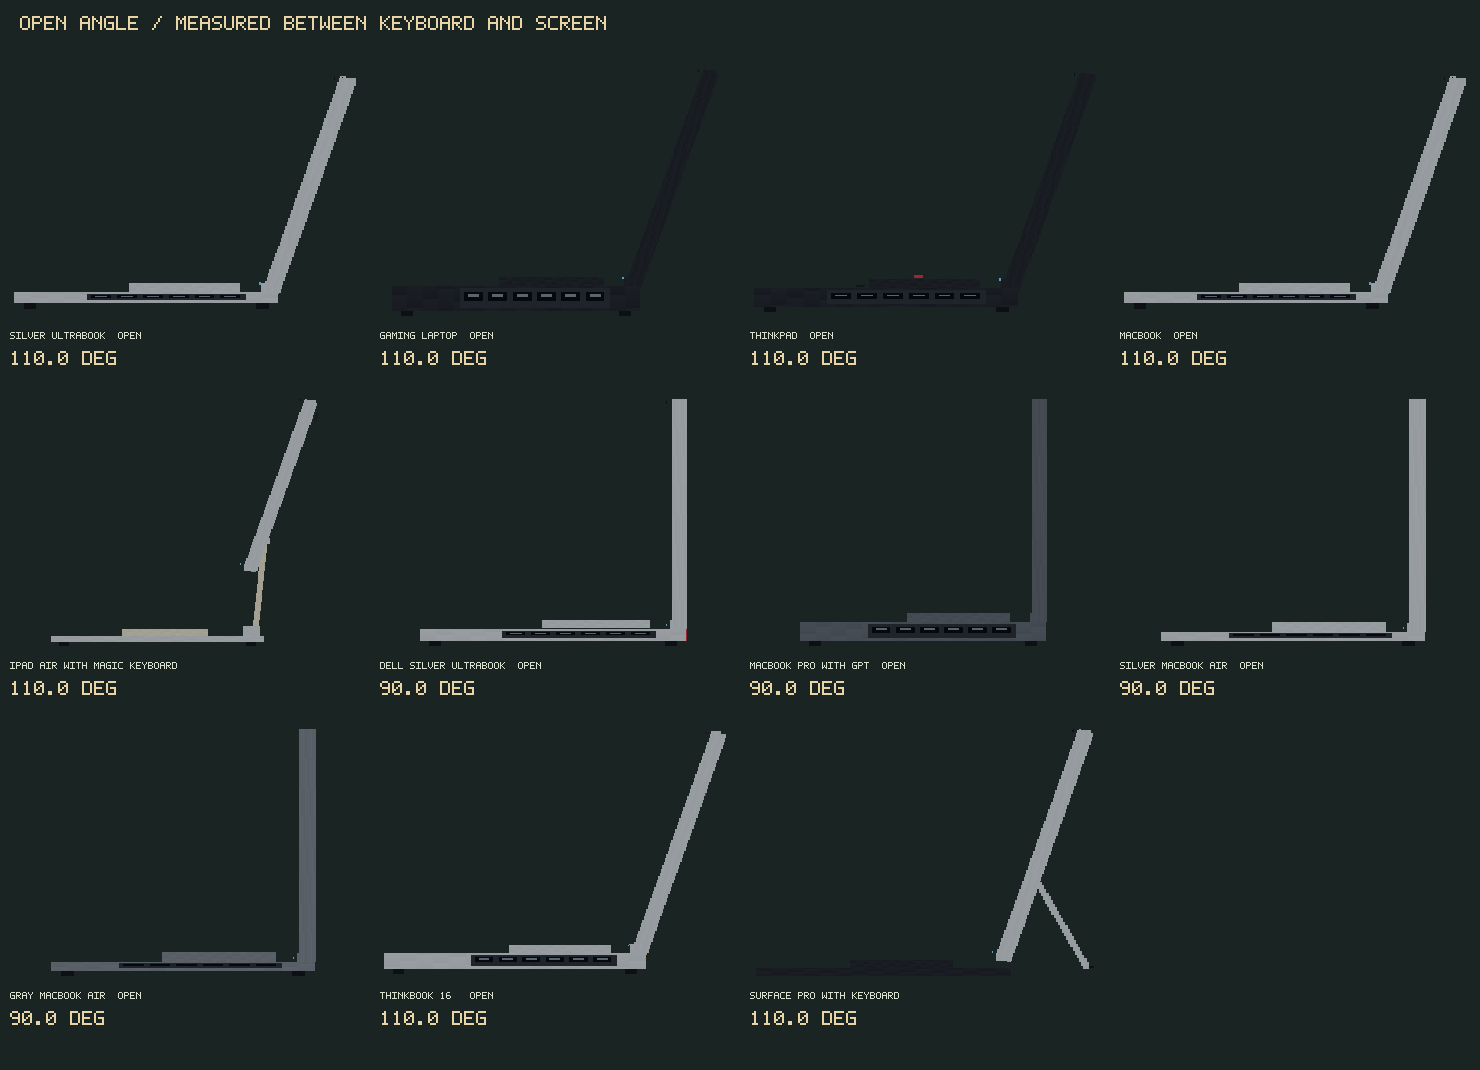 OPEN ANGLE / MEASURED BETWEEN KEYBOARD AND SCREEN
SILVER ULTRABOOK OPEN
110.0 DEG
GAMING LAPTOP OPEN
110.0 DEG
THINKPAD OPEN
110.0 DEG
MACBOOK OPEN
110.0 DEG
IPAD AIR WITH MAGIC KEYBOARD
110.0 DEG
DELL SILVER ULTRABOOK OPEN
90.0 DEG
MACBOOK PRO WITH GPT OPEN
90.0 DEG
SILVER MACBOOK AIR OPEN
90.0 DEG
GRAY MACBOOK AIR OPEN
90.0 DEG
THINKBOOK 16 OPEN
110.0 DEG
SURFACE PRO WITH KEYBOARD
110.0 DEG